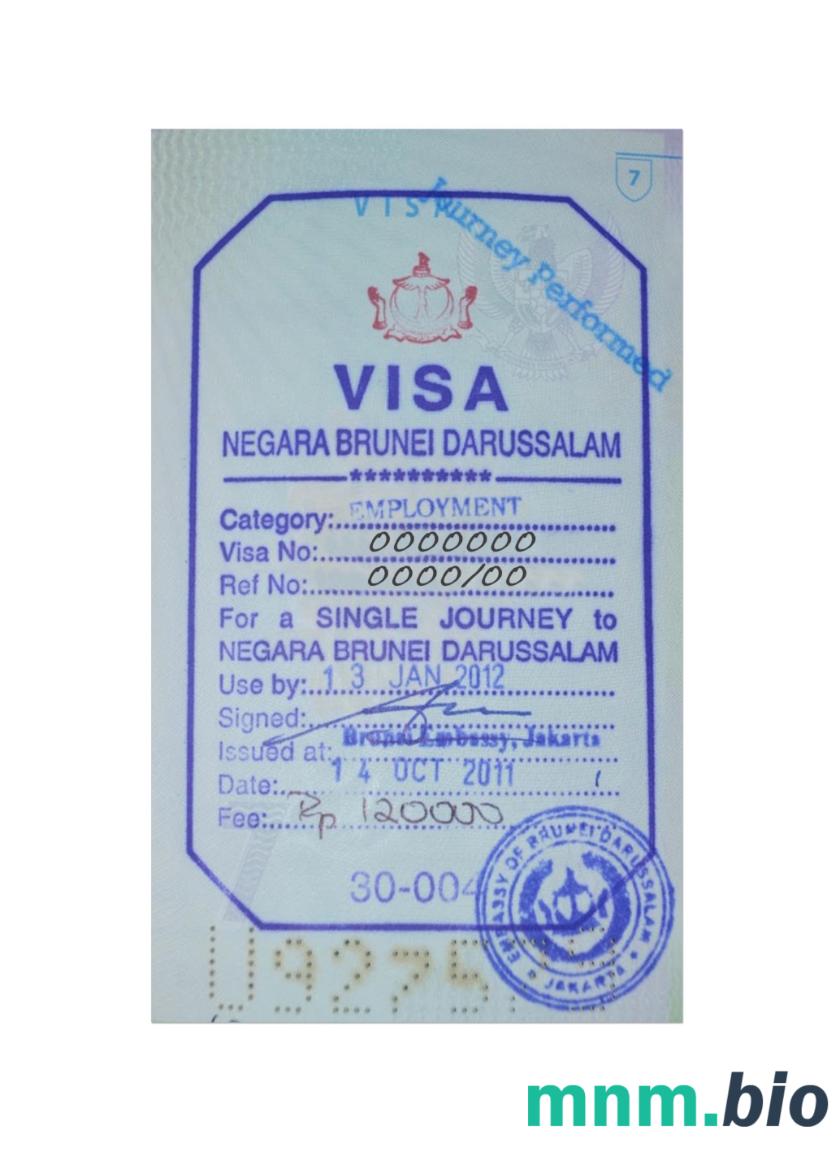 7
VISA
Journey Performed
VISA
NEGARA BRUNEI DARUSSALAM
**********
Category:..EMPLOYMENT
Visa No:...0000000
Ref No:...0000/00
For a SINGLE JOURNEY to
NEGARA BRUNEI DARUSSALAM
Use by:..13 JAN 2012
Signed:
Issued at: Brunei Embassy, Jakarta
Date:..14 OCT 2011
Fee:...Rp 120000
30-004
EMBASSY OF BRUNEI DARUSSALAM
JAKARTA
U9275
mnm.bio